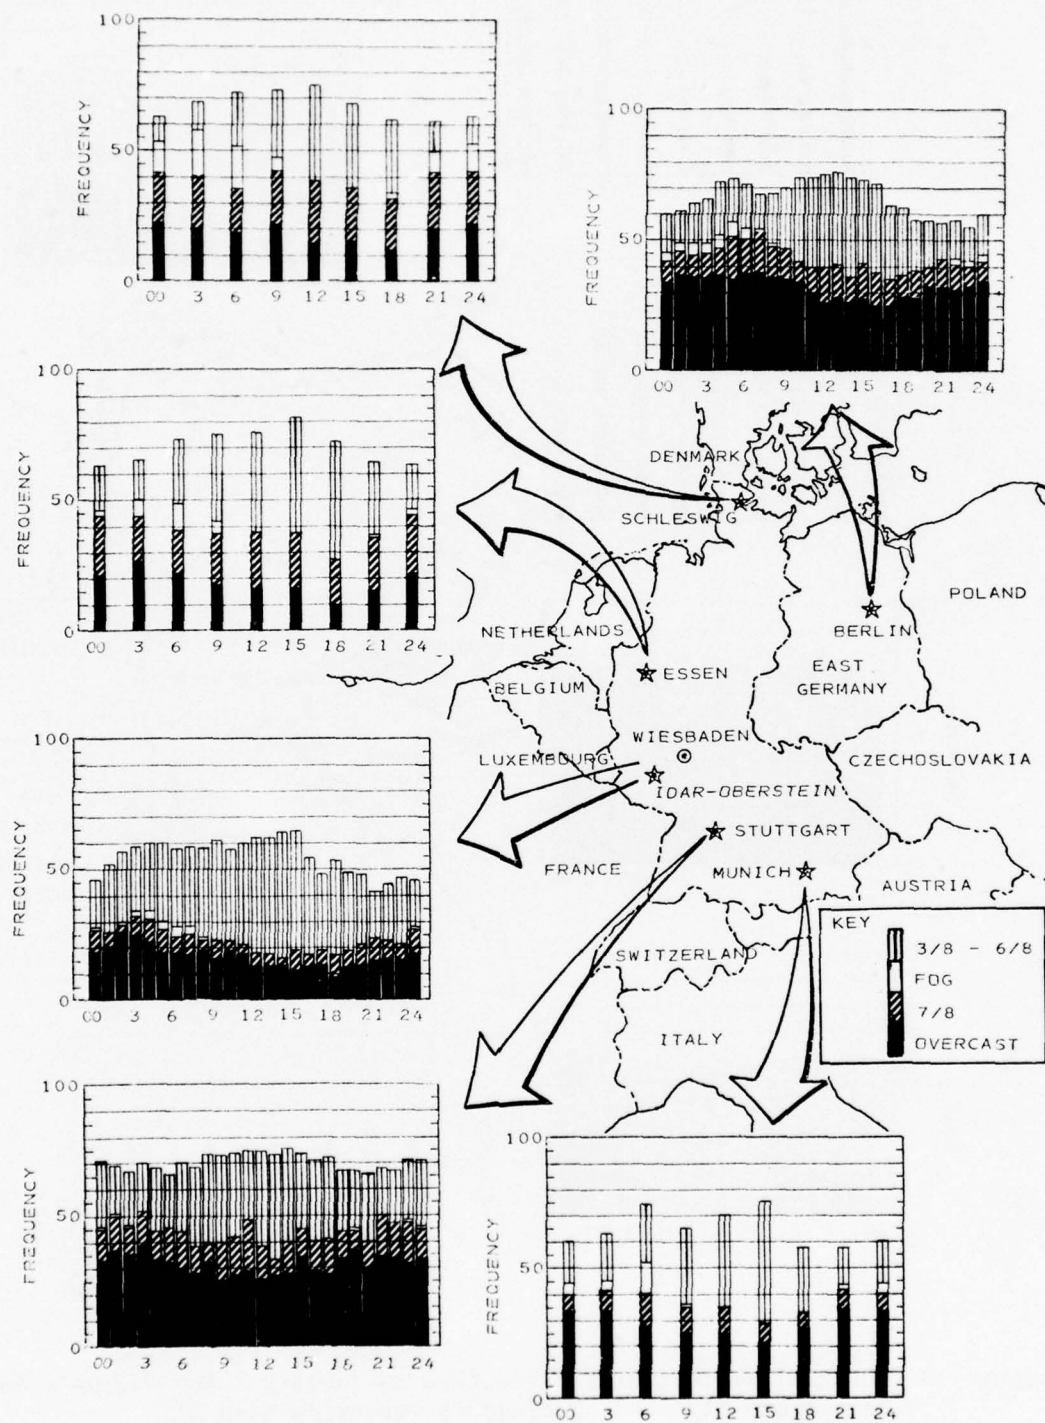 100
FREQUENCY
50
0
00 3 6 9 12 15 18 21 24
100
FREQUENCY
50
0
00 3 6 9 12 15 18 21 24
100
FREQUENCY
50
0
00 3 6 9 12 15 18 21 24
DENMARK
SCHLESWIG
POLAND
NETHERLANDS
BERLIN
BELGIUM
ESSEN
EAST
GERMANY
WIESBADEN
LUXEMBOURG
CZECHOSLOVAKIA
IDAR-OBERSTEIN
STUTTGART
FRANCE
MUNICH
AUSTRIA
SWITZERLAND
ITALY
KEY
3/8 - 6/8
FOG
7/8
OVERCAST
100
FREQUENCY
50
0
00 3 6 9 12 15 18 21 24
100
FREQUENCY
50
0
00 3 6 9 12 15 18 21 24
100
FREQUENCY
50
0
00 3 6 9 12 15 18 21 24